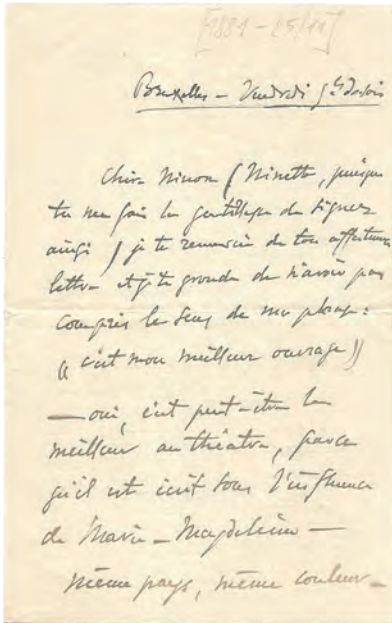 [1881 - 25/11]
Bruxelles – Vendredi 5h du soir
Chère Ninon (Ninette, puisque
tu me fais la gentillesse de signer
ainsi) je te remercie de ton affectueuse
lettre et je te gronde de n'avoir pas
compris le sens de ma phrase :
« c'est mon meilleur ouvrage »
— oui, c'est peut-être le
meilleur au théâtre, parce
qu'il est écrit sous l'influence
de Marie-Magdeleine —
même pays, même couleur –